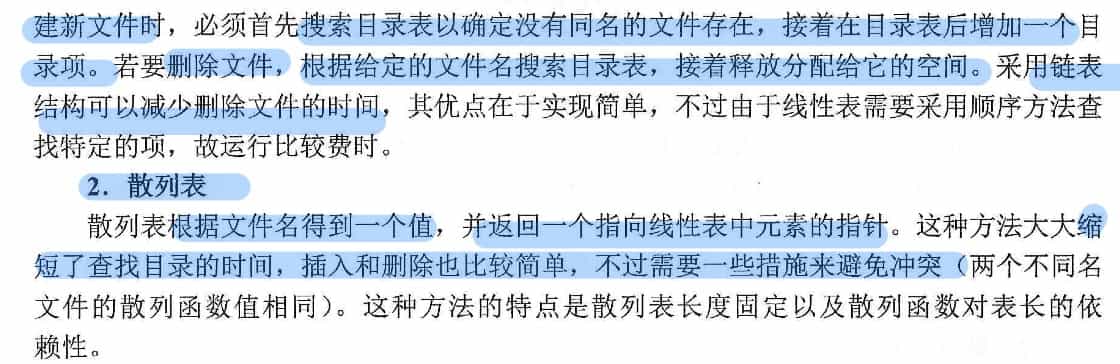 建新文件时，必须首先搜索目录表以确定没有同名的文件存在，接着在目录表后增加一个目
录项。若要删除文件，根据给定的文件名搜索目录表，接着释放分配给它的空间。采用链表
结构可以减少删除文件的时间，其优点在于实现简单，不过由于线性表需要采用顺序方法查
找特定的项，故运行比较费时。
2．散列表
散列表根据文件名得到一个值，并返回一个指向线性表中元素的指针。这种方法大大缩
短了查找目录的时间，插入和删除也比较简单，不过需要一些措施来避免冲突（两个不同名
文件的散列函数值相同）。这种方法的特点是散列表长度固定以及散列函数对表长的依
赖性。